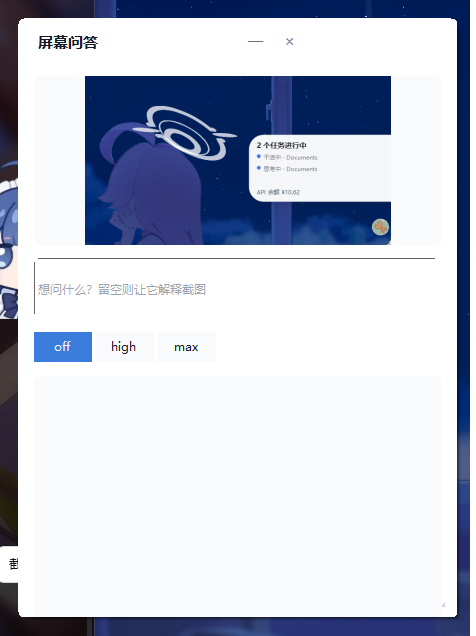 屏幕问答
2 个任务进行中
干活中 · Documents
思考中 · Documents
API 余额 ¥10.62
想问什么？留空则让它解释截图
off
high
max
截